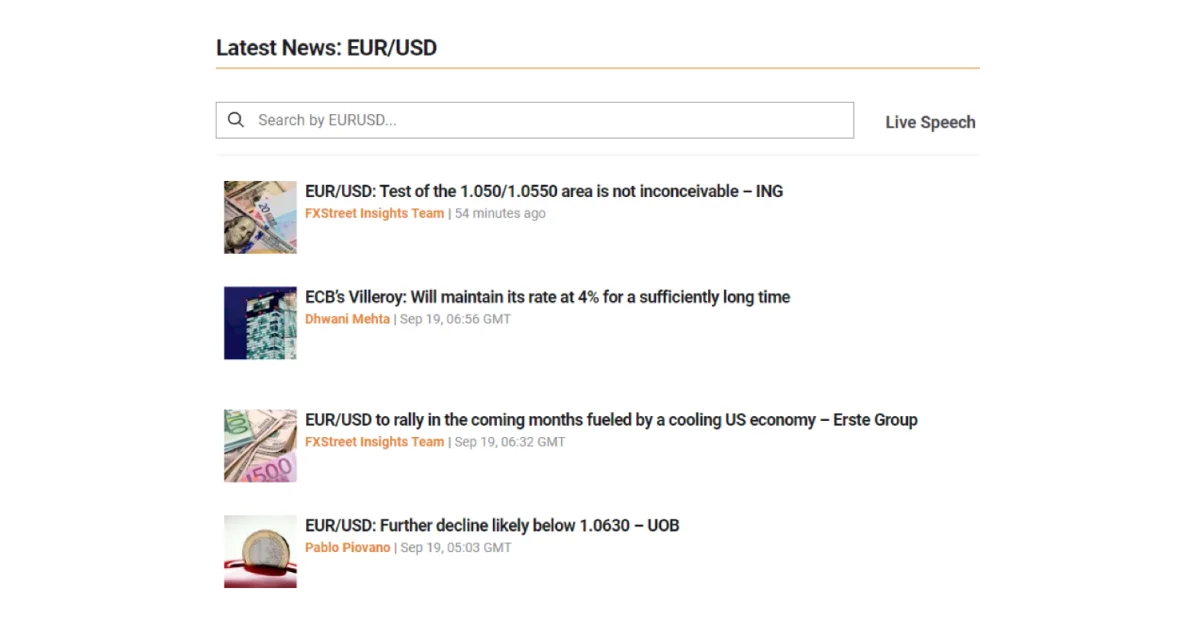 Latest News: EUR/USD
Search by EURUSD...
Live Speech
EUR/USD: Test of the 1.050/1.0550 area is not inconceivable – ING
FXStreet Insights Team | 54 minutes ago
ECB's Villeroy: Will maintain its rate at 4% for a sufficiently long time
Dhwani Mehta | Sep 19, 06:56 GMT
EUR/USD to rally in the coming months fueled by a cooling US economy – Erste Group
FXStreet Insights Team | Sep 19, 06:32 GMT
100
500
EUR/USD: Further decline likely below 1.0630 – UOB
Pablo Piovano | Sep 19, 05:03 GMT